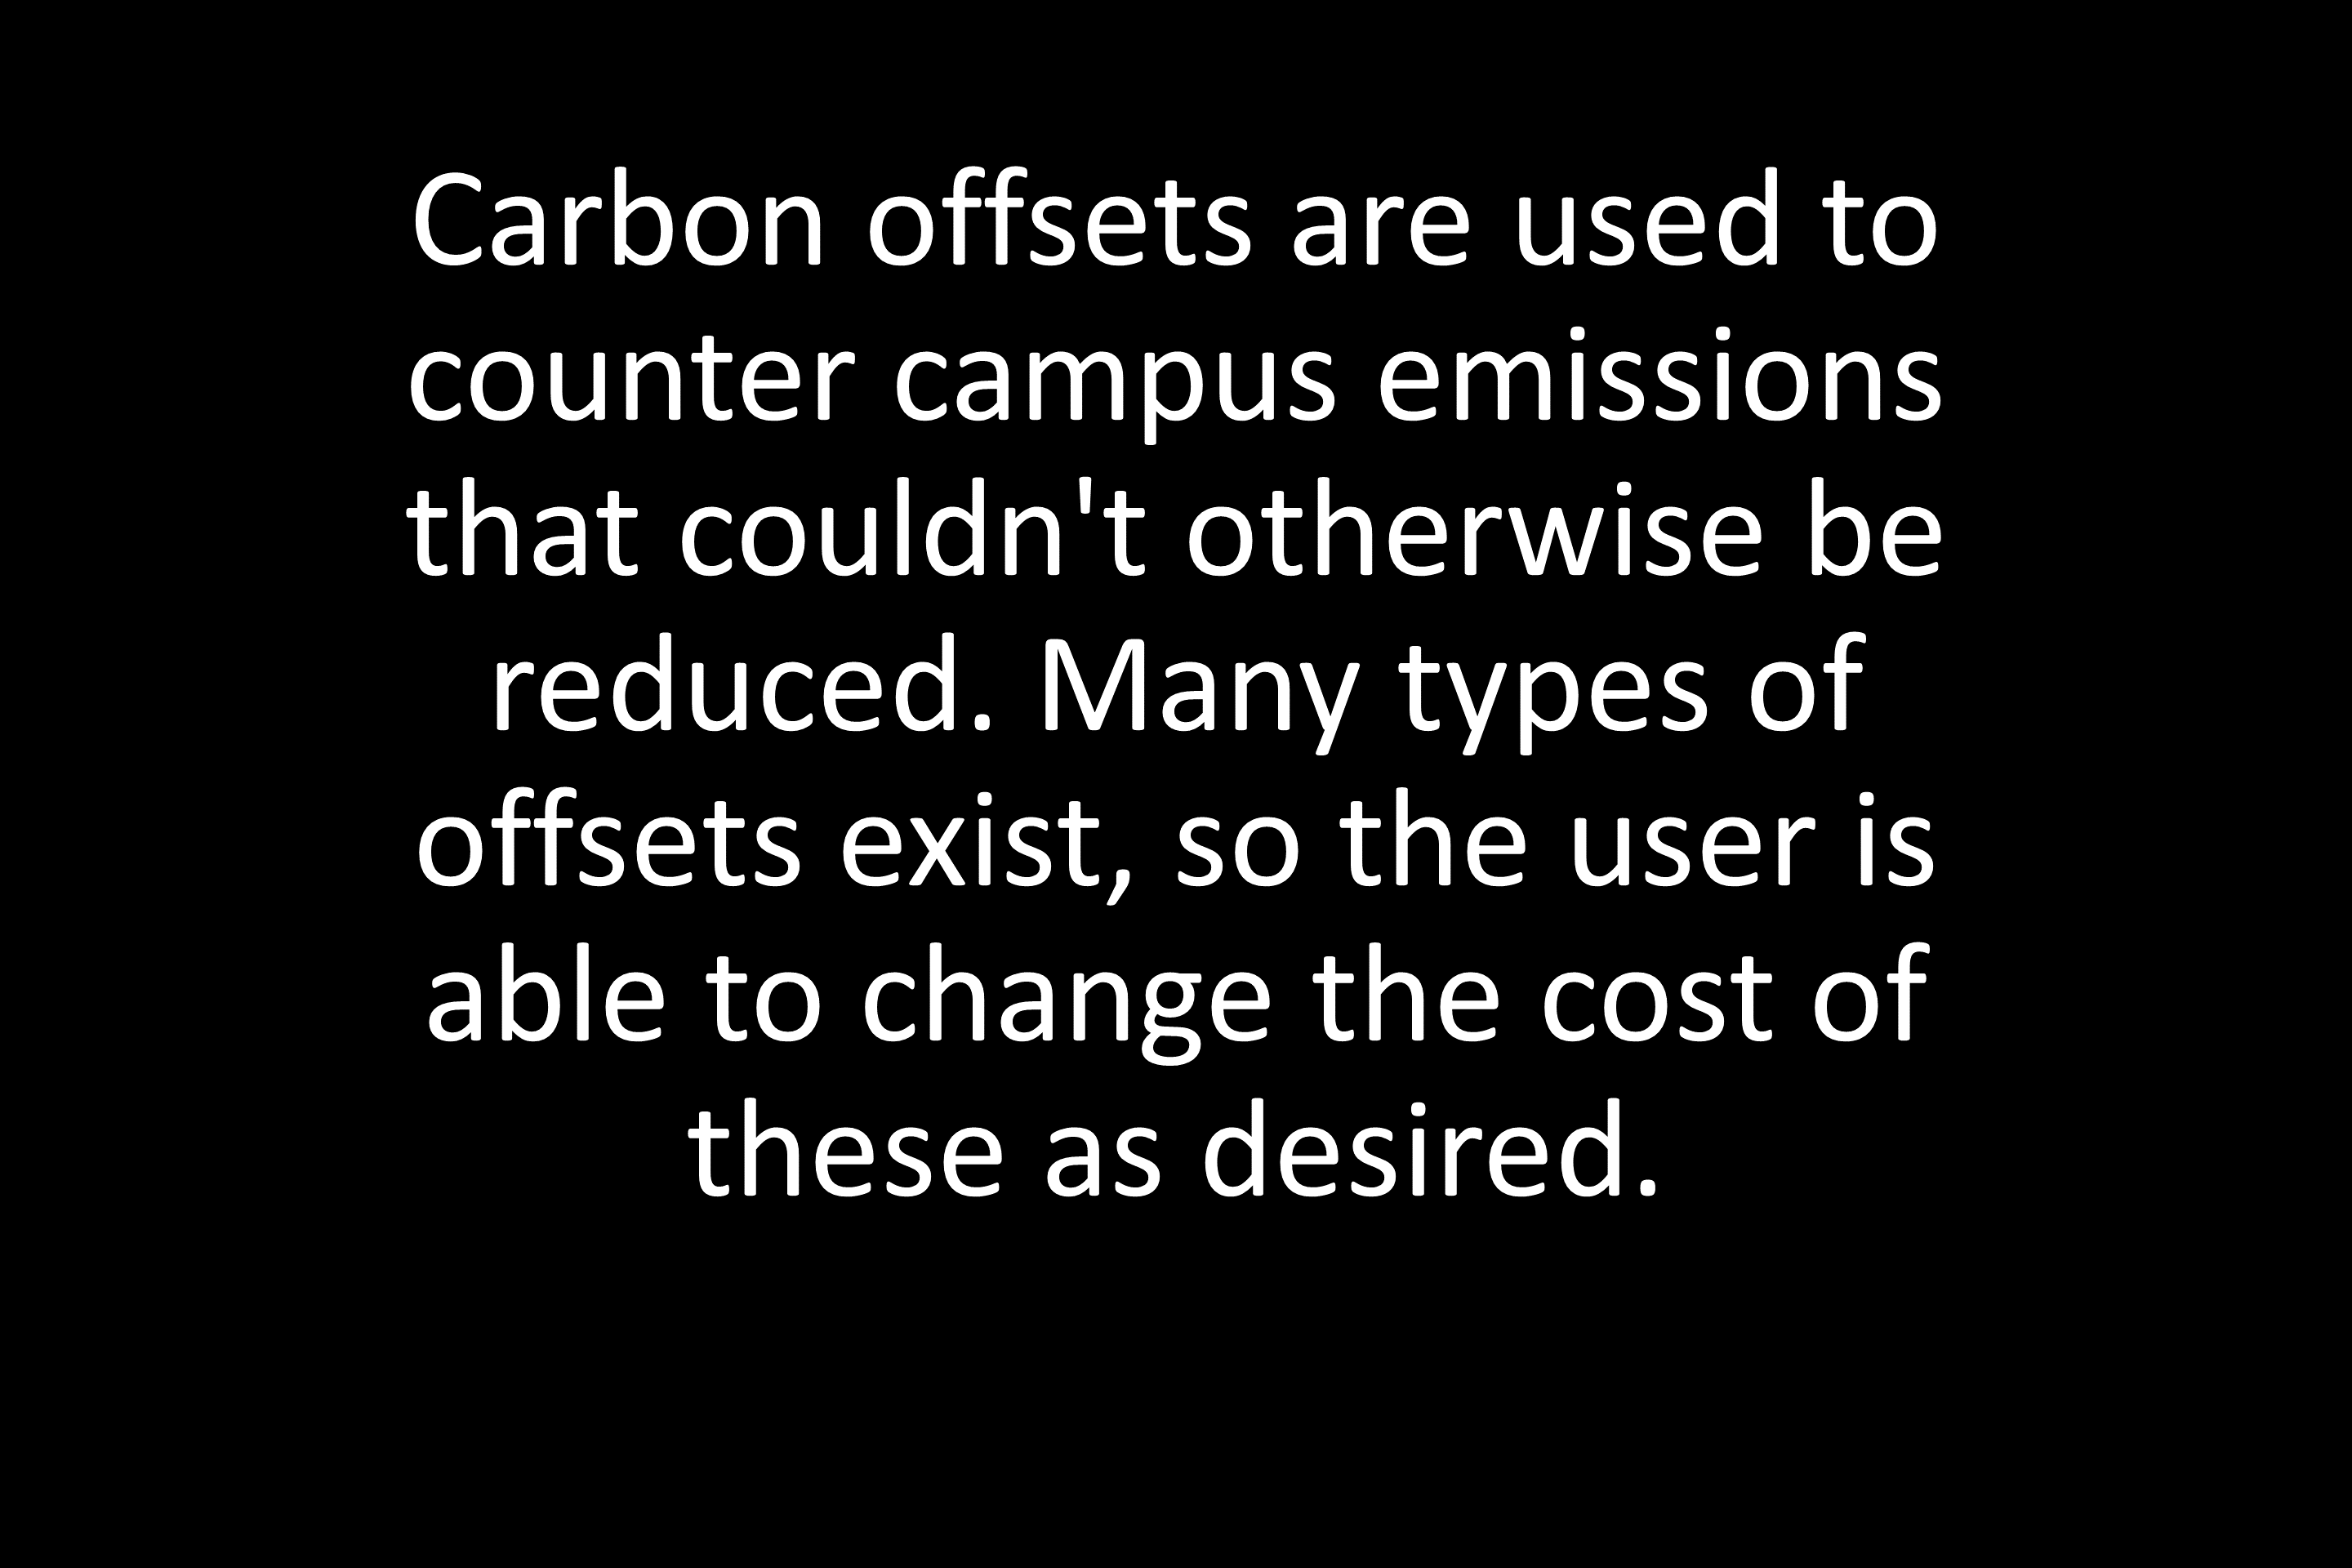 Carbon offsets are used to
counter campus emissions
that couldn't otherwise be
reduced. Many types of
offsets exist, so the user is
able to change the cost of
these as desired.